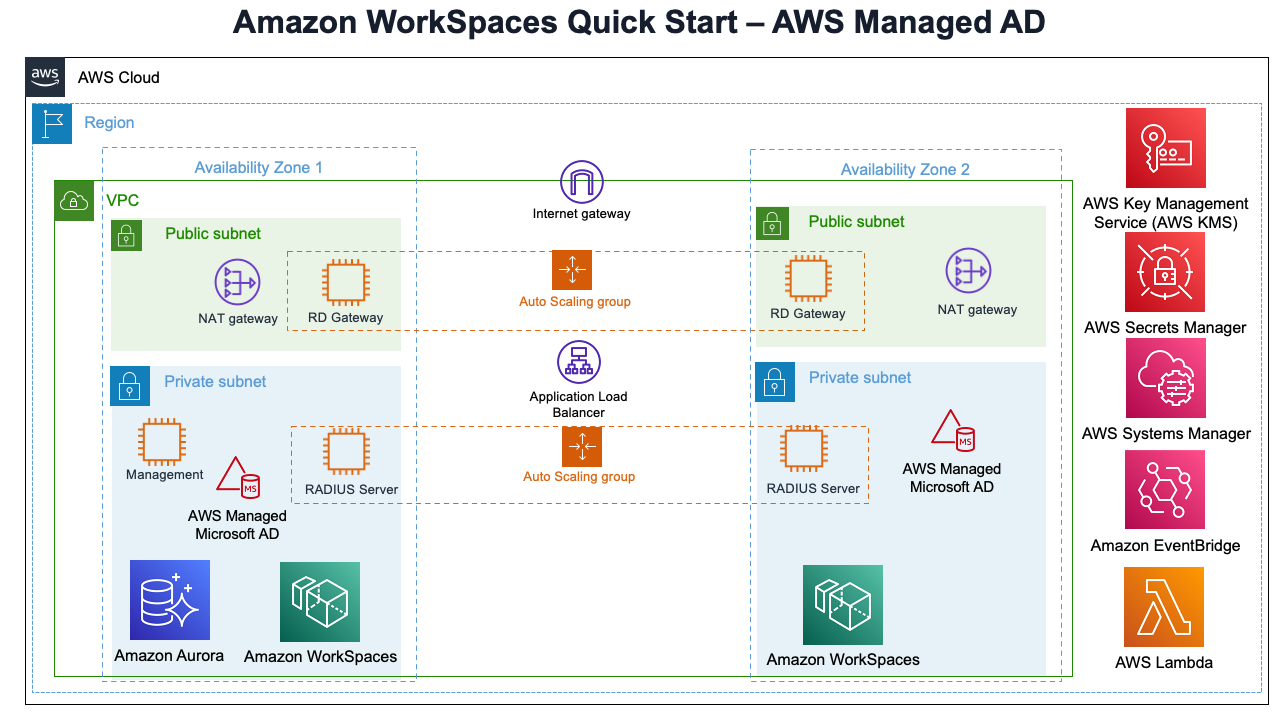 Amazon WorkSpaces Quick Start – AWS Managed AD
aws
AWS Cloud
Region
Availability Zone 1
VPC
Public subnet
NAT gateway
RD Gateway
Private subnet
Management
AWS Managed
Microsoft AD
MS
RADIUS Server
Amazon Aurora
Amazon WorkSpaces
Internet gateway
Auto Scaling group
Application Load
Balancer
Auto Scaling group
Availability Zone 2
Public subnet
RD Gateway
NAT gateway
Private subnet
RADIUS Server
MS
AWS Managed
Microsoft AD
Amazon WorkSpaces
AWS Key Management
Service (AWS KMS)
AWS Secrets Manager
AWS Systems Manager
Amazon EventBridge
AWS Lambda